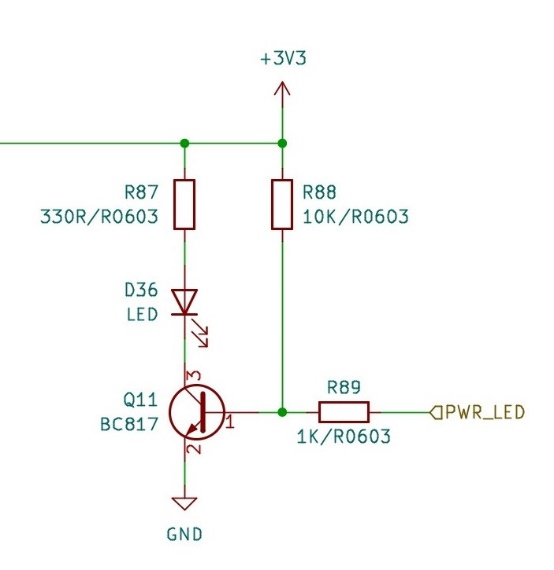 +3V3
R87
330R/R0603
R88
10K/R0603
D36
LED
3
Q11
BC817
1
2
R89
1K/R0603
PWR_LED
GND